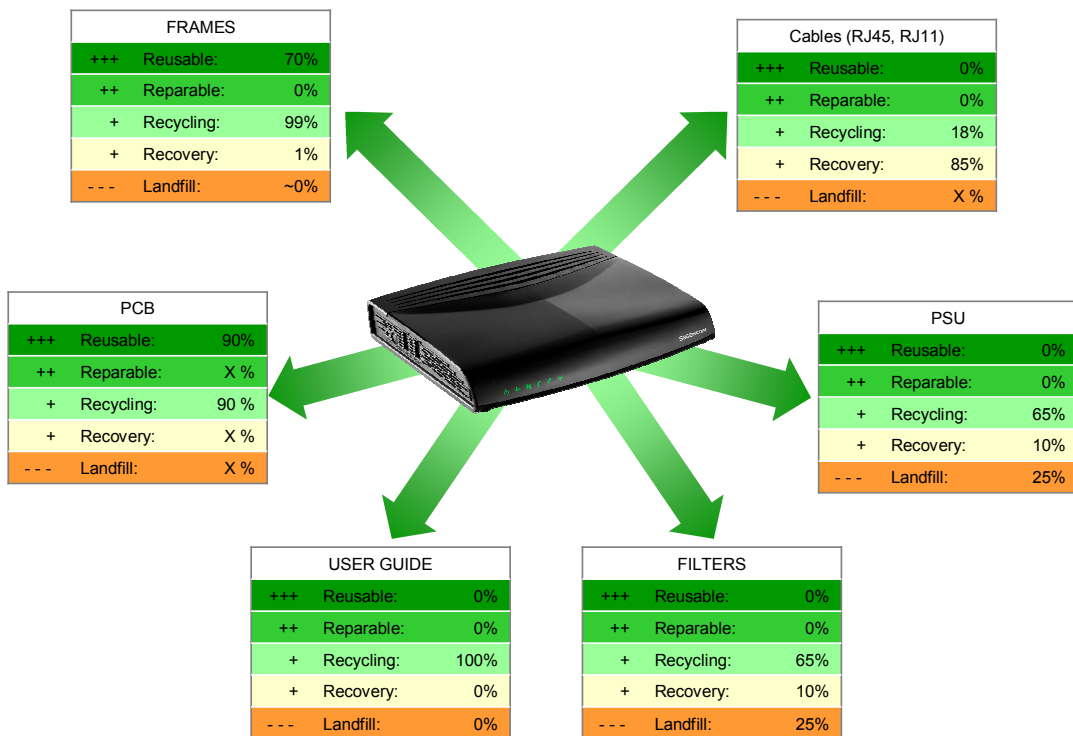 FRAMES
+++ Reusable: 70%
++ Reparable: 0%
+ Recycling: 99%
+ Recovery: 1%
- - - Landfill: ~0%
Cables (RJ45, RJ11)
+++ Reusable: 0%
++ Reparable: 0%
+ Recycling: 18%
+ Recovery: 85%
- - - Landfill: X %
PCB
+++ Reusable: 90%
++ Reparable: X %
+ Recycling: 90 %
+ Recovery: X %
- - - Landfill: X %
SAGEMCOM
PSU
+++ Reusable: 0%
++ Reparable: 0%
+ Recycling: 65%
+ Recovery: 10%
- - - Landfill: 25%
USER GUIDE
+++ Reusable: 0%
++ Reparable: 0%
+ Recycling: 100%
+ Recovery: 0%
- - - Landfill: 0%
FILTERS
+++ Reusable: 0%
++ Reparable: 0%
+ Recycling: 65%
+ Recovery: 10%
- - - Landfill: 25%